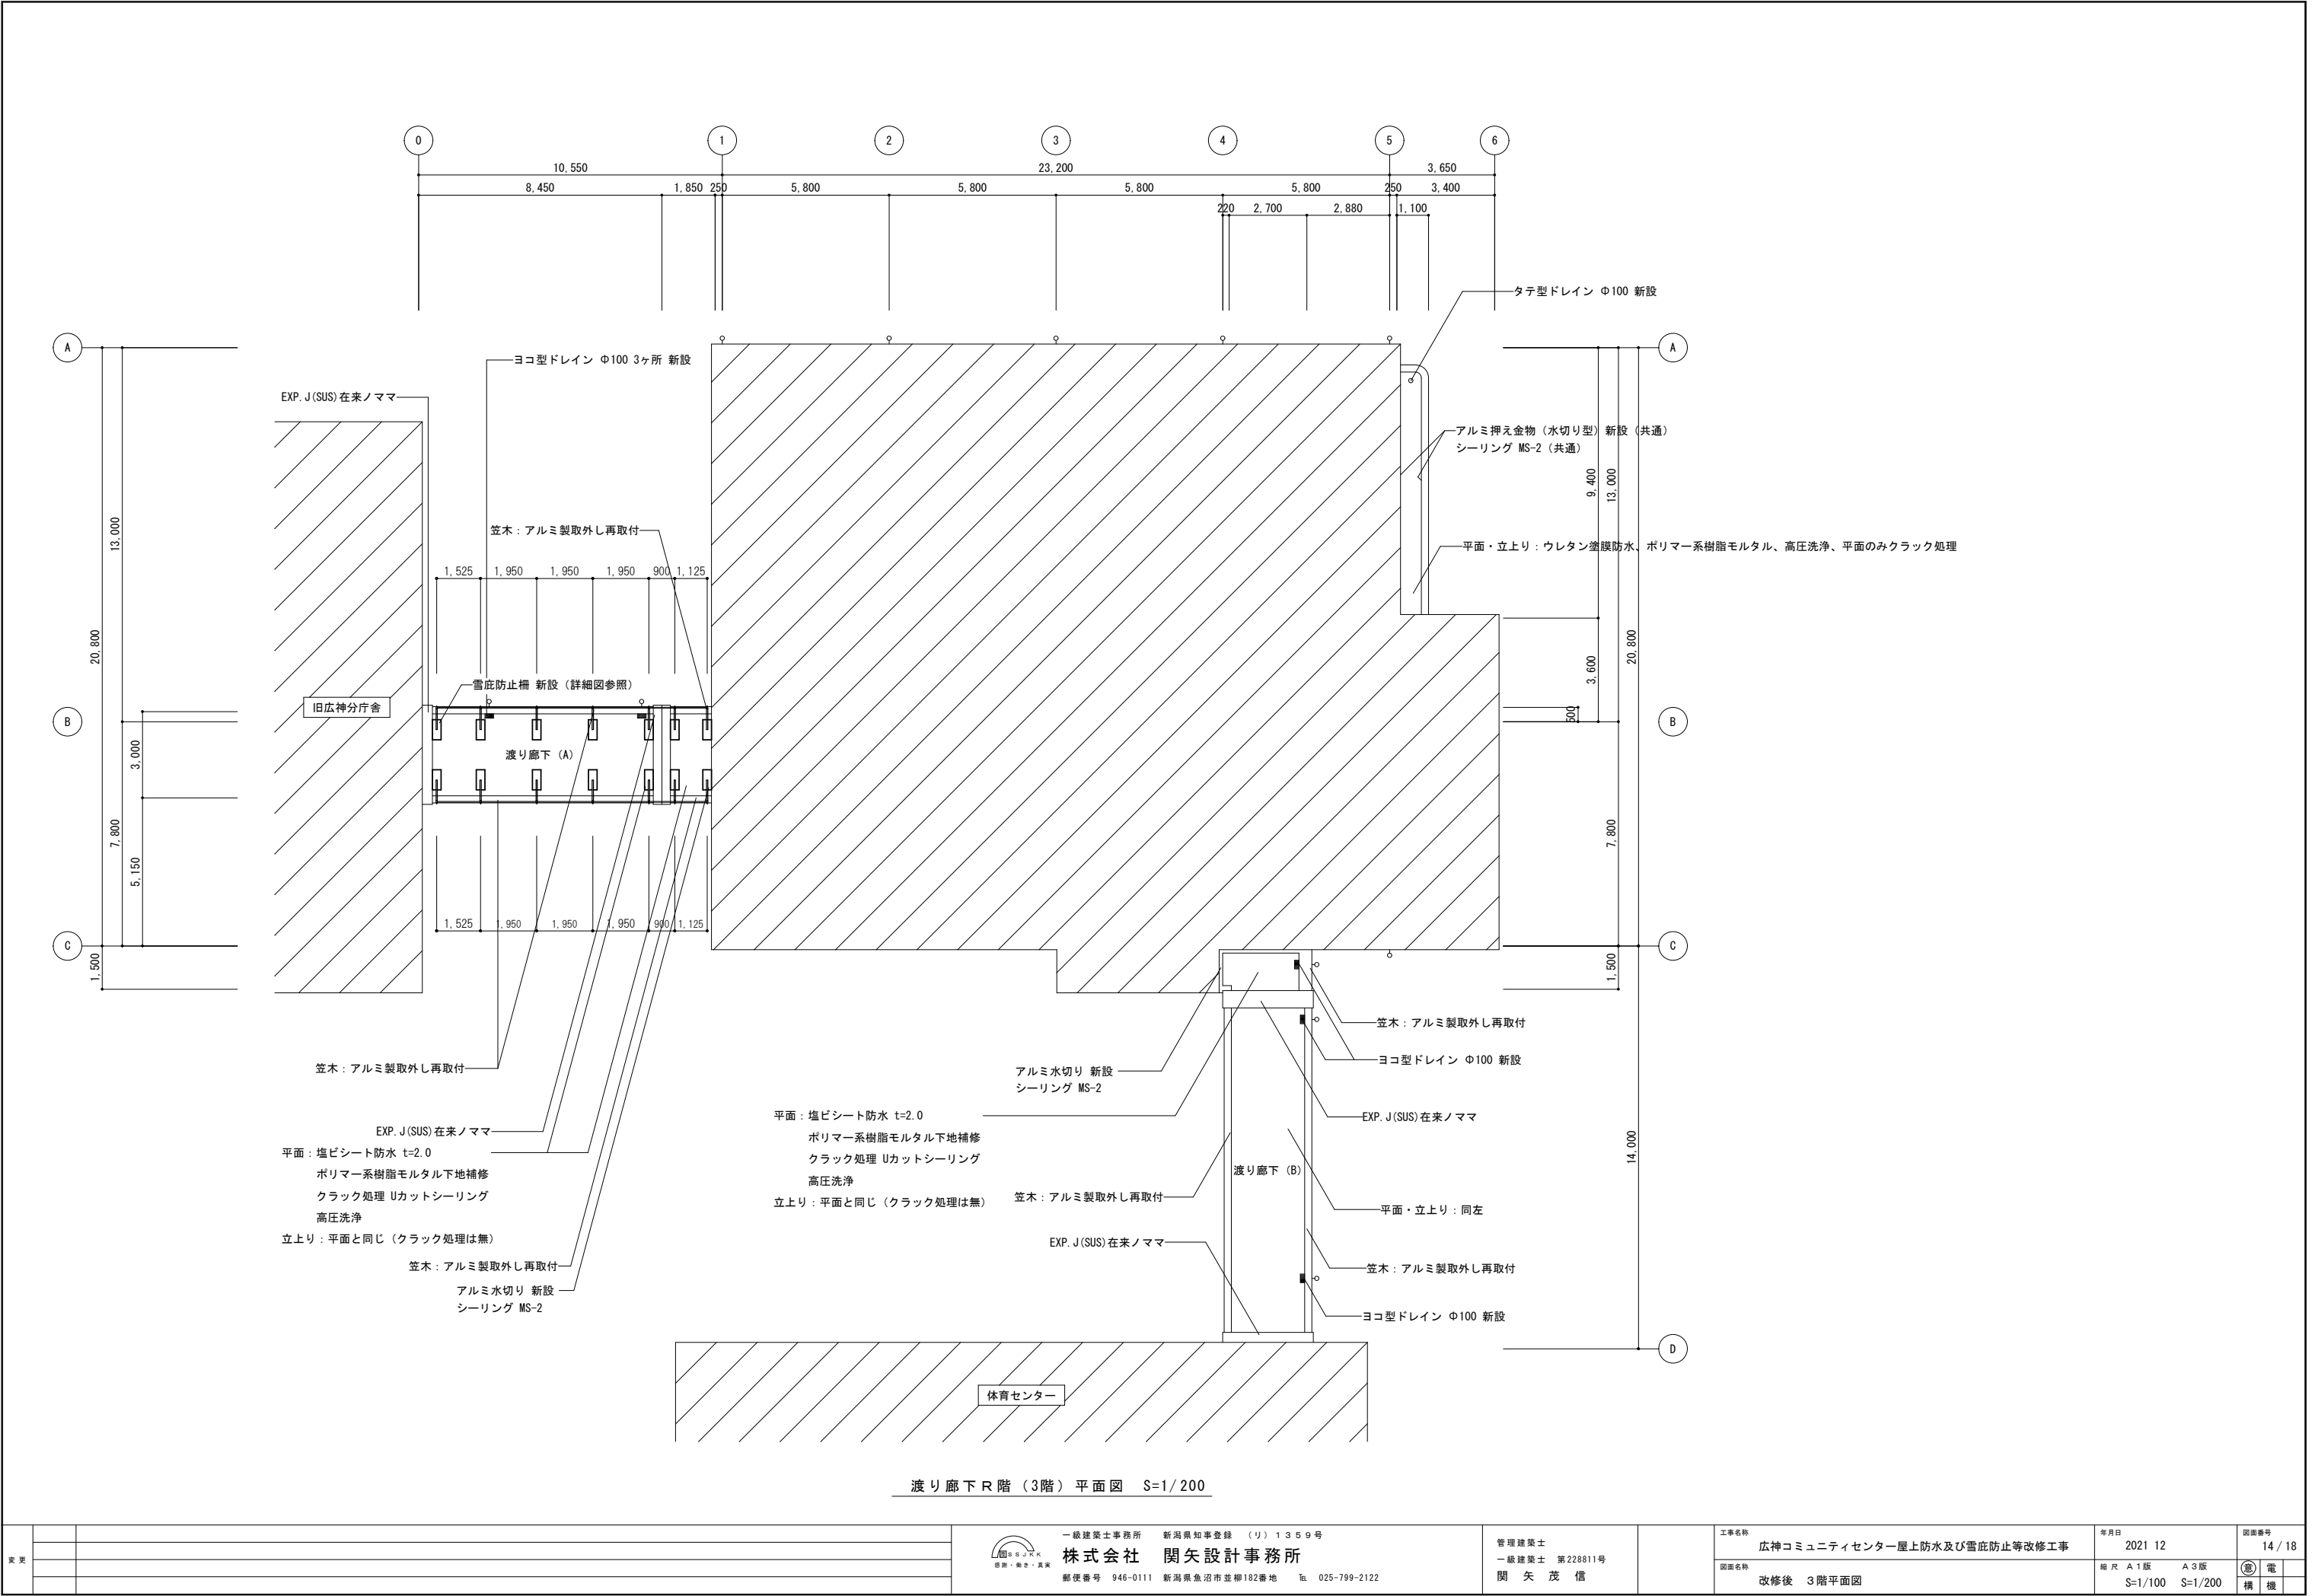 0 1 2 3 4 5 6
10,550 23,200 3,650
8,450 1,850 250 5,800 5,800 5,800 5,800 250 3,400
220 2,700 2,880 1,100
タテ型ドレイン Φ100 新設
A A
ヨコ型ドレイン Φ100 3ヶ所 新設
EXP.J(SUS)在来ノママ
アルミ押え金物（水切り型）新設（共通）
シーリング MS-2（共通）
9,400 13,000
13,000
笠木：アルミ製取外し再取付
平面・立上り：ウレタン塗膜防水、ポリマー系樹脂モルタル、高圧洗浄、平面のみクラック処理
1,525 1,950 1,950 1,950 900 1,125
20,800 20,800
3,600
雪庇防止柵 新設（詳細図参照）
旧広神分庁舎
500
B B
3,000
渡り廊下（A）
7,800 7,800
5,150
1,525 1,950 1,950 1,950 900 1,125
C C
1,500 1,500
笠木：アルミ製取外し再取付
ヨコ型ドレイン Φ100 新設
笠木：アルミ製取外し再取付
アルミ水切り 新設
シーリング MS-2
EXP.J(SUS)在来ノママ
平面：塩ビシート防水 t=2.0
ポリマー系樹脂モルタル下地補修
クラック処理 Uカットシーリング
高圧洗浄
立上り：平面と同じ（クラック処理は無）
EXP.J(SUS)在来ノママ
平面：塩ビシート防水 t=2.0
ポリマー系樹脂モルタル下地補修
クラック処理 Uカットシーリング
高圧洗浄
立上り：平面と同じ（クラック処理は無）
14,000
渡り廊下（B）
笠木：アルミ製取外し再取付
平面・立上り：同左
EXP.J(SUS)在来ノママ
笠木：アルミ製取外し再取付
笠木：アルミ製取外し再取付
アルミ水切り 新設
シーリング MS-2
ヨコ型ドレイン Φ100 新設
D
体育センター
渡り廊下Ｒ階（3階）平面図 S=1/200
変更
SSJKK
感謝・働き・真実
一級建築士事務所 新潟県知事登録 （リ）１３５９号
株式会社 関矢設計事務所
郵便番号 946-0111 新潟県魚沼市並柳182番地 ℡ 025-799-2122
管理建築士
一級建築士 第228811号
関 矢 茂 信
工事名称
広神コミュニティセンター屋上防水及び雪庇防止等改修工事
図面名称
改修後 ３階平面図
年月日
2021 12
縮尺 Ａ１版 Ａ３版
S=1/100 S=1/200
図面番号
14/18
意 電
構 機